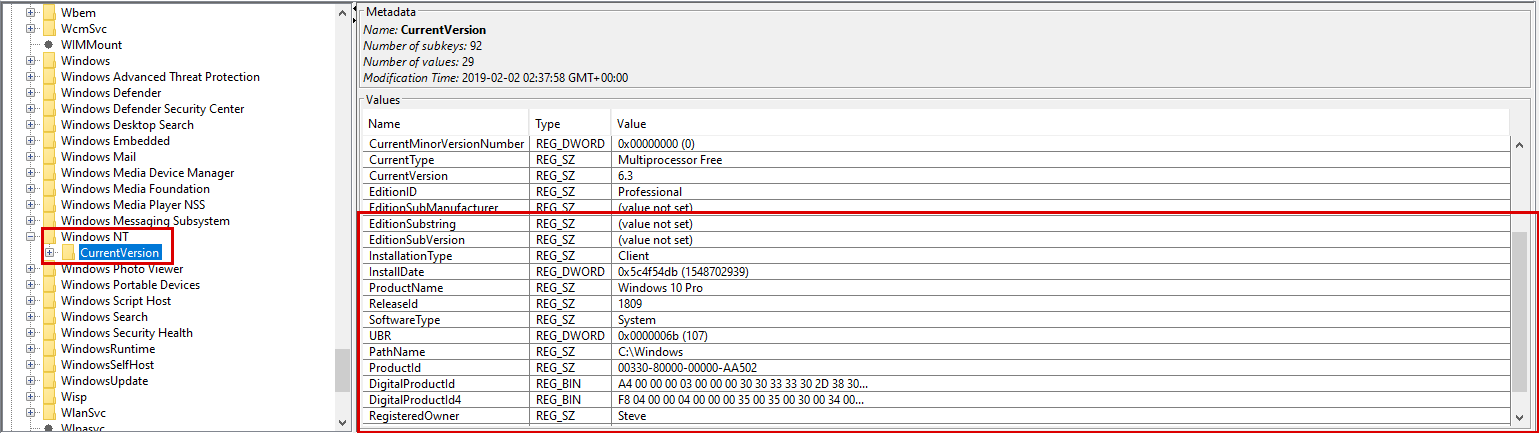 Wbem
WcmSvc
WIMMount
Windows
Windows Advanced Threat Protection
Windows Defender
Windows Defender Security Center
Windows Desktop Search
Windows Embedded
Windows Mail
Windows Media Device Manager
Windows Media Foundation
Windows Media Player NSS
Windows Messaging Subsystem
Windows NT
CurrentVersion
Windows Photo Viewer
Windows Portable Devices
Windows Script Host
Windows Search
Windows Security Health
WindowsRuntime
WindowsSelfHost
WindowsUpdate
Wisp
WlanSvc
Wlpasvc
Metadata
Name: CurrentVersion
Number of subkeys: 92
Number of values: 29
Modification Time: 2019-02-02 02:37:58 GMT+00:00
Values
Name Type Value
CurrentMinorVersionNumber REG_DWORD 0x00000000 (0)
CurrentType REG_SZ Multiprocessor Free
CurrentVersion REG_SZ 6.3
EditionID REG_SZ Professional
EditionSubManufacturer REG_SZ (value not set)
EditionSubstring REG_SZ (value not set)
EditionSubVersion REG_SZ (value not set)
InstallationType REG_SZ Client
InstallDate REG_DWORD 0x5c4f54db (1548702939)
ProductName REG_SZ Windows 10 Pro
ReleaseId REG_SZ 1809
SoftwareType REG_SZ System
UBR REG_DWORD 0x0000006b (107)
PathName REG_SZ C:\Windows
ProductId REG_SZ 00330-80000-00000-AA502
DigitalProductId REG_BIN A4 00 00 00 03 00 00 00 30 30 33 33 30 2D 38 30...
DigitalProductId4 REG_BIN F8 04 00 00 04 00 00 00 35 00 35 00 30 00 34 00...
RegisteredOwner REG_SZ Steve